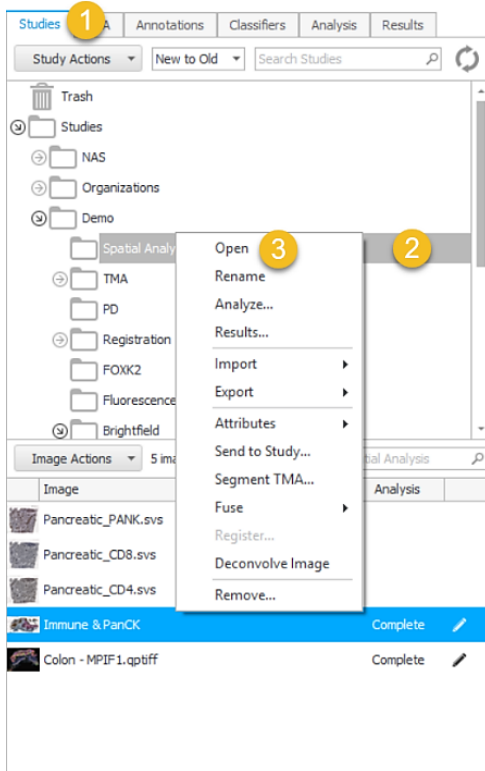 Studies 1 A Annotations Classifiers Analysis Results
Study Actions New to Old Search Studies
Trash
Studies
NAS
Organizations
Demo
Spatial Analy
Open 3 2
TMA
Rename
PD
Analyze...
Registration
Results...
FOXK2
Import
Fluorescence
Export
Brightfield
Attributes
Image Actions 5 ima
Send to Study...
tial Analysis
Segment TMA...
Image Analysis
Fuse
Pancreatic_PANK.svs
Register...
Pancreatic_CD8.svs
Deconvolve Image
Pancreatic_CD4.svs
Remove...
Immune & PanCK Complete
Colon - MPIF1.qptiff Complete